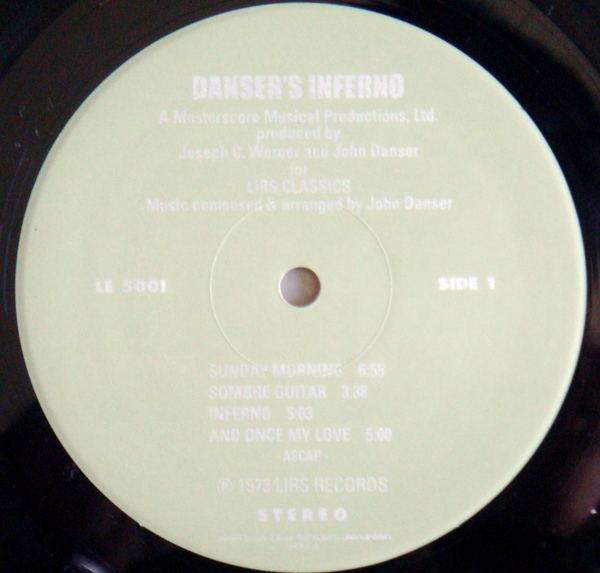 DANSER'S INFERNO
A Masterscore Musical Productions, Ltd.
produced by
Joseph C. Werner and John Danser
for
LIRS CLASSICS
Music composed & arranged by John Danser
LE 5001
SIDE 1
SUNDAY MORNING 6:55
SOMBRE GUITAR 3:38
INFERNO 5:03
AND ONCE MY LOVE 5:00
- ASCAP -
℗ 1973 LIRS RECORDS
STEREO